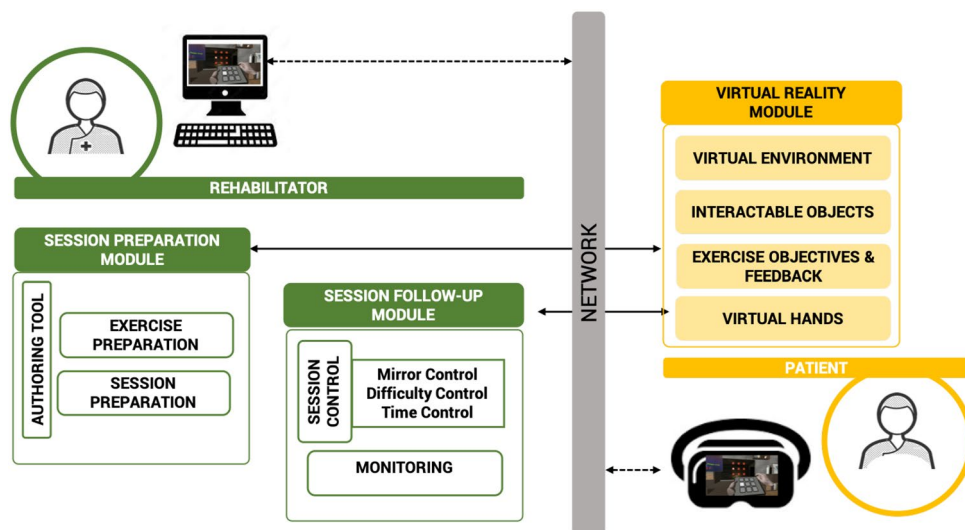 REHABILITATOR
SESSION PREPARATION
MODULE
AUTHORING TOOL
EXERCISE
PREPARATION
SESSION
PREPARATION
SESSION FOLLOW-UP
MODULE
SESSION
CONTROL
Mirror Control
Difficulty Control
Time Control
MONITORING
NETWORK
VIRTUAL REALITY
MODULE
VIRTUAL ENVIRONMENT
INTERACTABLE OBJECTS
EXERCISE OBJECTIVES &
FEEDBACK
VIRTUAL HANDS
PATIENT